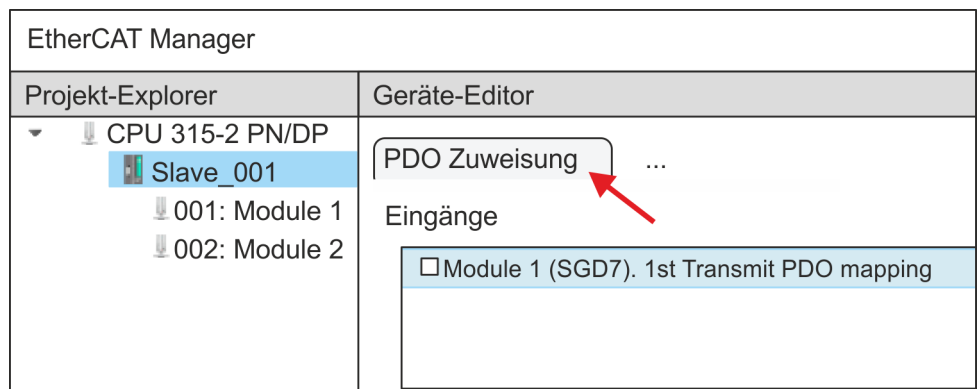 EtherCAT Manager
Projekt-Explorer
Geräte-Editor
CPU 315-2 PN/DP
Slave_001
001: Module 1
002: Module 2
PDO Zuweisung
...
Eingänge
Module 1 (SGD7). 1st Transmit PDO mapping